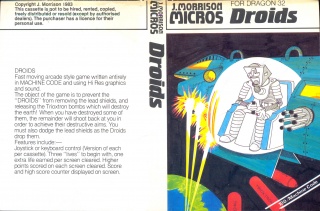 Copyright J. Morrison 1983
This cassette is not to be hired, rented, copied,
newly distributed or resold (except by authorised
dealers). The purchaser has a licence for their
personal use.
DROIDS
Fast moving arcade style game written entirely
in MACHINE CODE and using Hi Res graphics
and sound.
The object of the game is to prevent the
"DROIDS" from removing the lead shields, and
releasing the Trioxtron bombs which will destroy
the earth! When you have destroyed some of
them, the remainder will shoot back at you in
order to achieve their destructive aims. You
must also dodge the lead shields as the Droids
drop them.
Features include:—
Joystick or keyboard control (Version of each
per cassette). Three "lives" to begin with, one
extra life earned per screen cleared. Higher
points scored on each screen cleared. Score
and high score counter displayed on screen.
J.MORRISON
MICROS
Droids
J.MORRISON
MICROS
FOR DRAGON 32
Droids
Machine Code